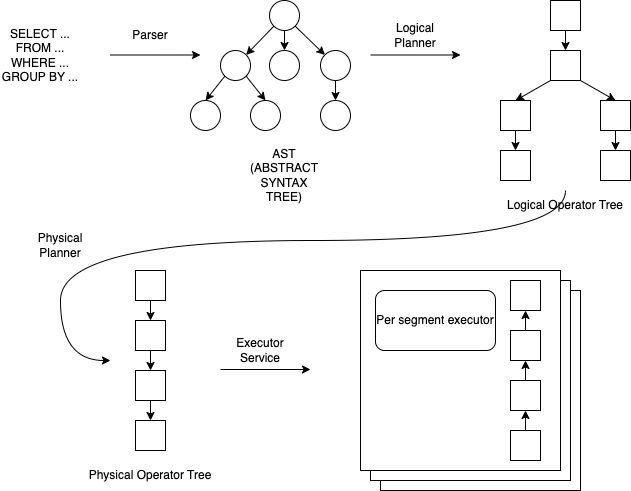 SELECT ...
FROM ...
WHERE ...
GROUP BY ...
Parser
AST
(ABSTRACT
SYNTAX
TREE)
Logical
Planner
Logical Operator Tree
Physical
Planner
Physical Operator Tree
Executor
Service
Per segment executor